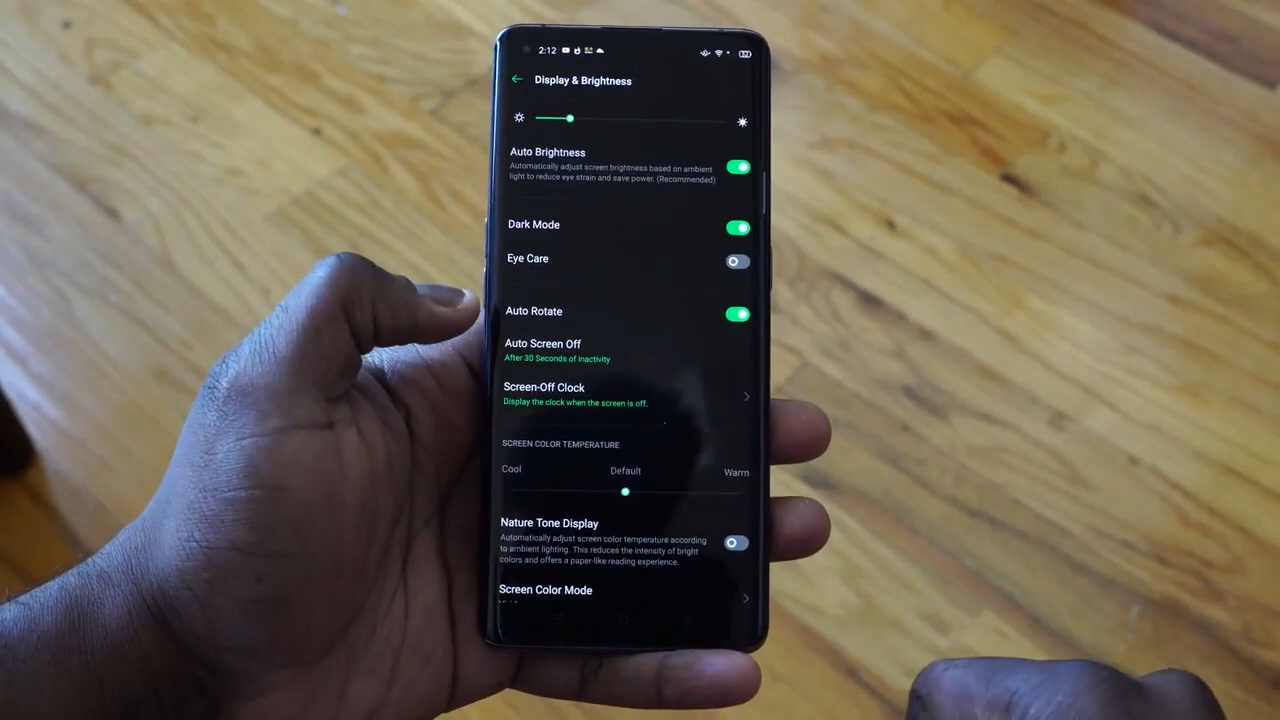 2:12
Display & Brightness
Auto Brightness
Automatically adjust screen brightness based on ambient
light to reduce eye strain and save power. (Recommended)
Dark Mode
Eye Care
Auto Rotate
Auto Screen Off
After 30 Seconds of inactivity
Screen-Off Clock
Display the clock when the screen is off.
SCREEN COLOR TEMPERATURE
Cool Default Warm
Nature Tone Display
Automatically adjust screen color temperature according
to ambient lighting. This reduces the intensity of bright
colors and offers a paper-like reading experience.
Screen Color Mode